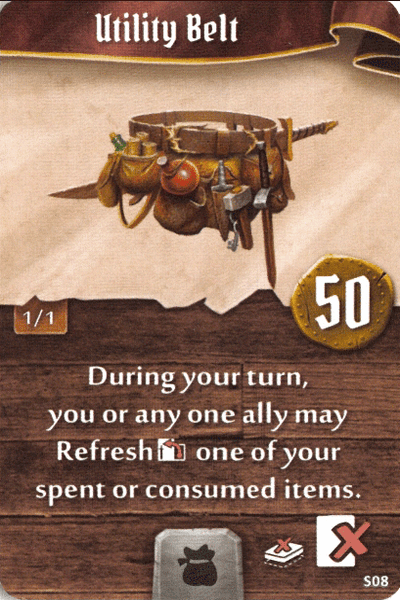 Utility Belt
50
1/1
During your turn,
you or any one ally may
Refresh one of your
spent or consumed items.
S08